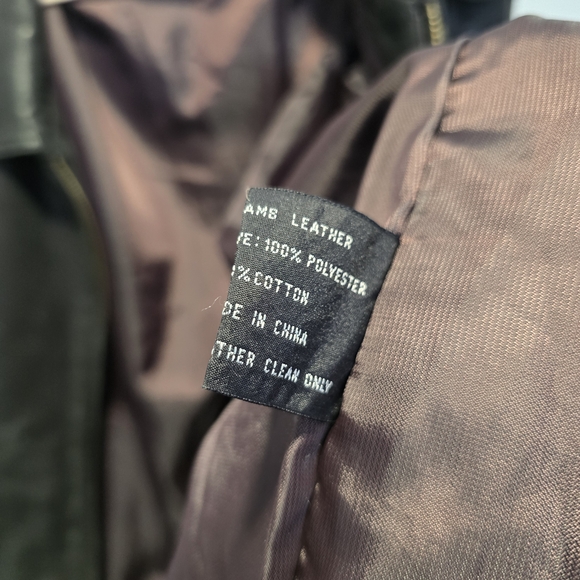 AMB LEATHER
VE: 100% POLYESTER
% COTTON
DE IN CHINA
THER CLEAN ONLY